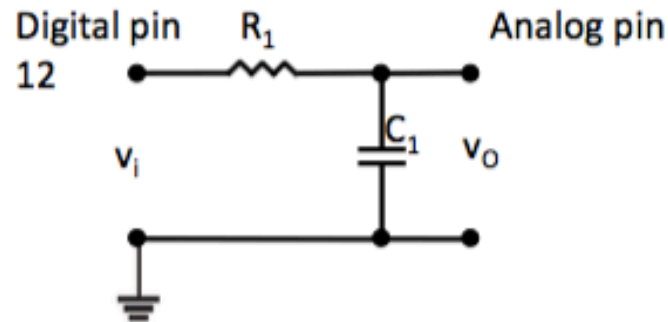 Digital pin
12
R₁
Analog pin
C₁
vᵢ
vₒ